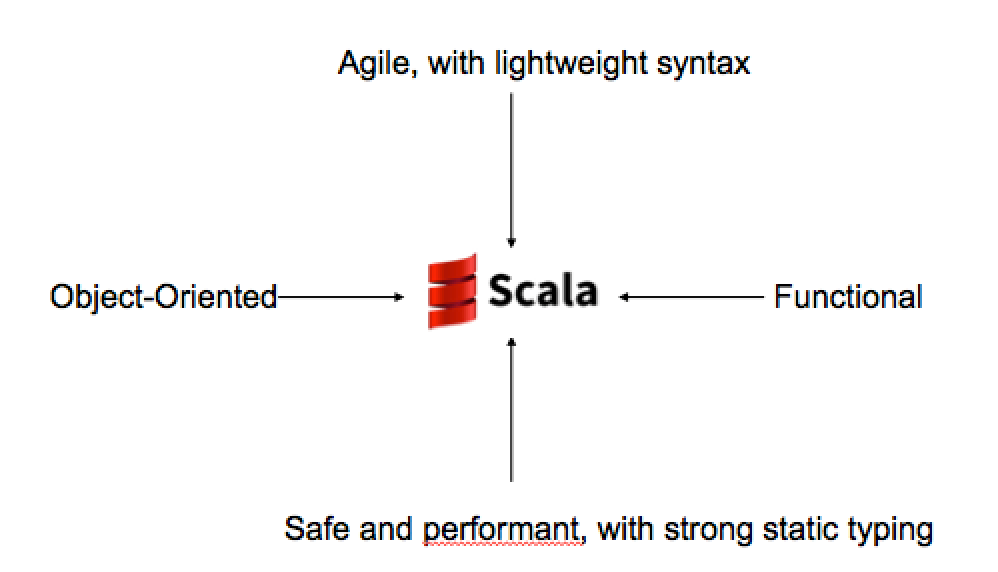 Agile, with lightweight syntax
Object-Oriented
Scala
Functional
Safe and performant, with strong static typing